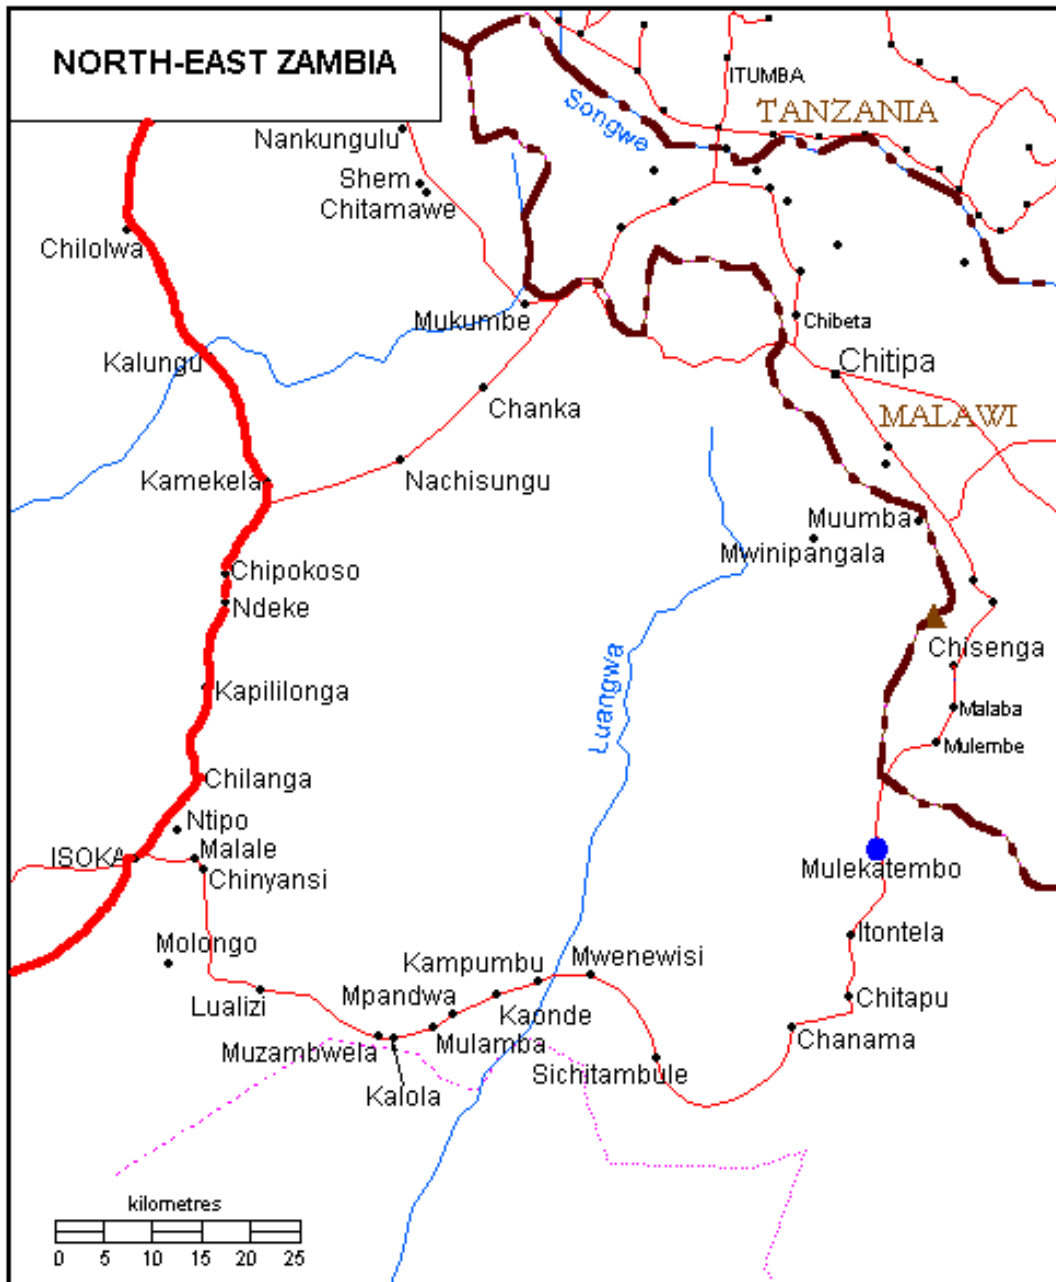 NORTH-EAST ZAMBIA
ITUMBA
TANZANIA
Songwe
Nankungulu
Shem
Chitamawe
Chilolwa
Mukumbe
Chibeta
Kalungu
Chitipa
Chanka
MALAWI
Kamekela
Nachisungu
Muumba
Mwinipangala
Chipokoso
Ndeke
Chisenga
Luangwa
Kapililonga
Malaba
Mulembe
Chilanga
Ntipo
ISOKA
Malale
Mulekatembo
Chinyansi
Itontela
Molongo
Kampumbu
Mwenewisi
Lualizi
Mpandwa
Chitapu
Kaonde
Chanama
Muzambwela
Mulamba
Sichitambule
Kalola
kilometres
0 5 10 15 20 25